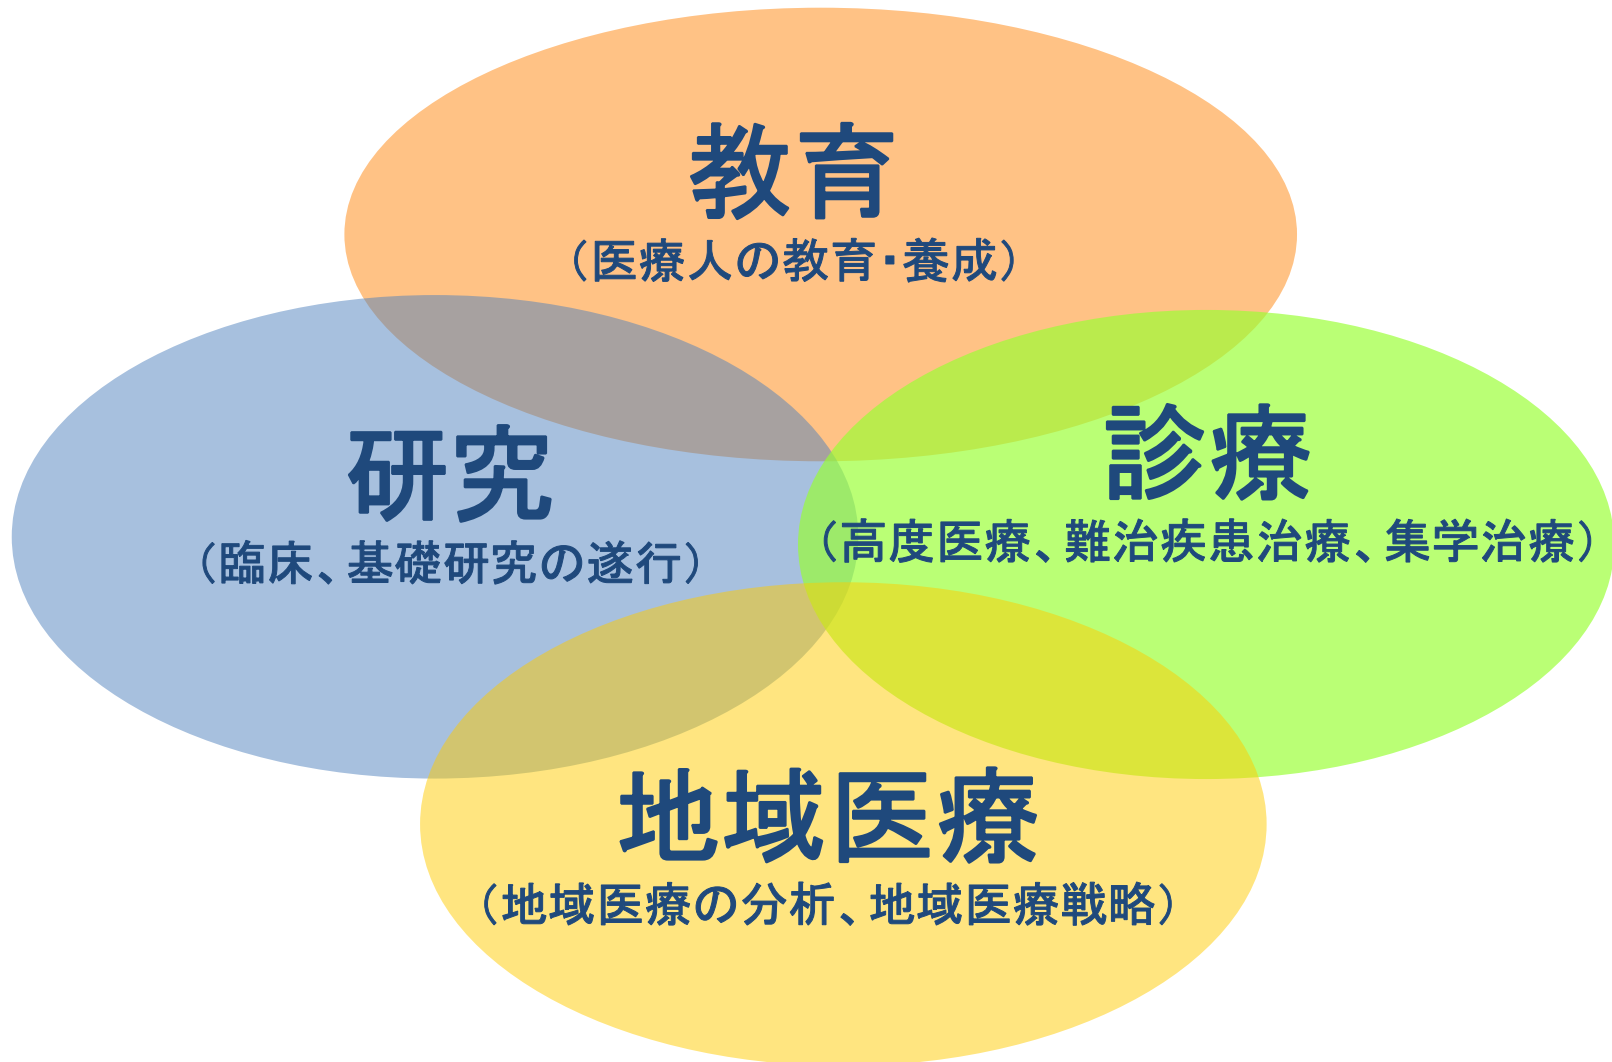 教育
（医療人の教育・養成）
研究
（臨床、基礎研究の遂行）
診療
（高度医療、難治疾患治療、集学治療）
地域医療
（地域医療の分析、地域医療戦略）